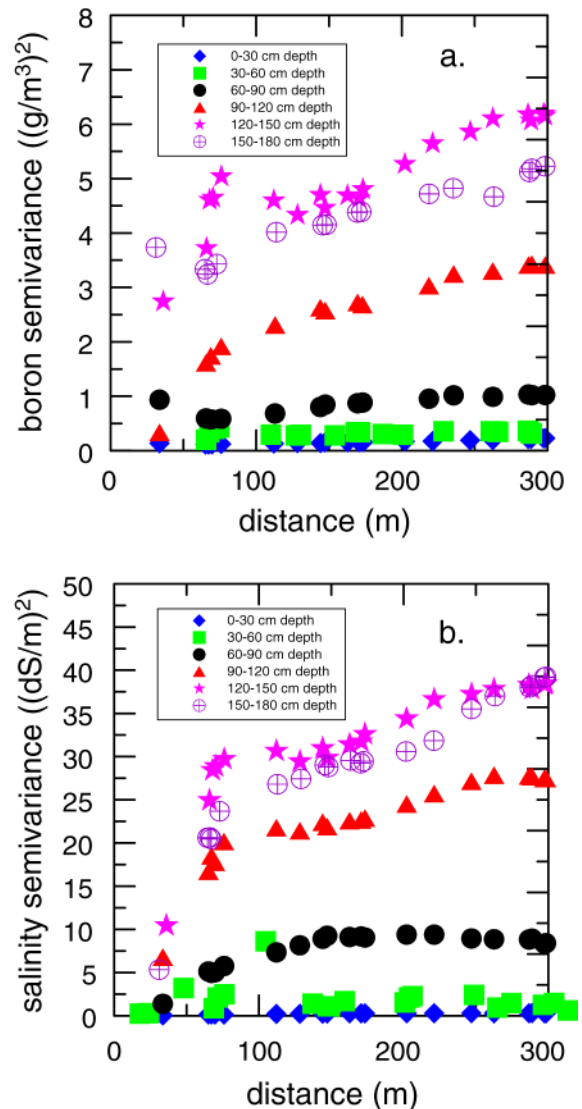 a.
0-30 cm depth
30-60 cm depth
60-90 cm depth
90-120 cm depth
120-150 cm depth
150-180 cm depth
boron semivariance ((g/m³)²)
8
7
6
5
4
3
2
1
0
0
100
200
300
distance (m)
b.
0-30 cm depth
30-60 cm depth
60-90 cm depth
90-120 cm depth
120-150 cm depth
150-180 cm depth
salinity semivariance ((dS/m)²)
50
45
40
35
30
25
20
15
10
5
0
0
100
200
300
distance (m)